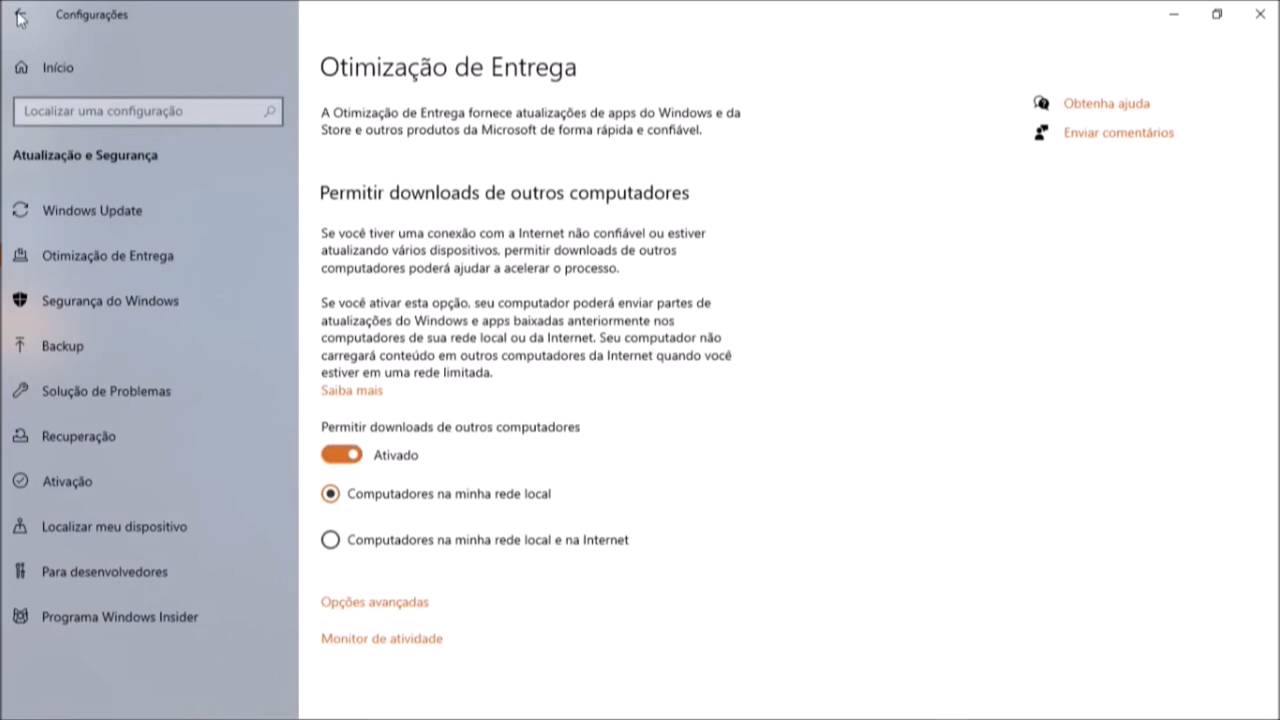 Configurações
Início
Localizar uma configuração
Atualização e Segurança
Windows Update
Otimização de Entrega
Segurança do Windows
Backup
Solução de Problemas
Recuperação
Ativação
Localizar meu dispositivo
Para desenvolvedores
Programa Windows Insider
Otimização de Entrega
A Otimização de Entrega fornece atualizações de apps do Windows e da
Store e outros produtos da Microsoft de forma rápida e confiável.
Permitir downloads de outros computadores
Se você tiver uma conexão com a Internet não confiável ou estiver
atualizando vários dispositivos, permitir downloads de outros
computadores poderá ajudar a acelerar o processo.
Se você ativar esta opção, seu computador poderá enviar partes de
atualizações do Windows e apps baixadas anteriormente nos
computadores de sua rede local ou da Internet. Seu computador não
carregará conteúdo em outros computadores da Internet quando você
estiver em uma rede limitada.
Saiba mais
Permitir downloads de outros computadores
Ativado
Computadores na minha rede local
Computadores na minha rede local e na Internet
Opções avançadas
Monitor de atividade
Obtenha ajuda
Enviar comentários